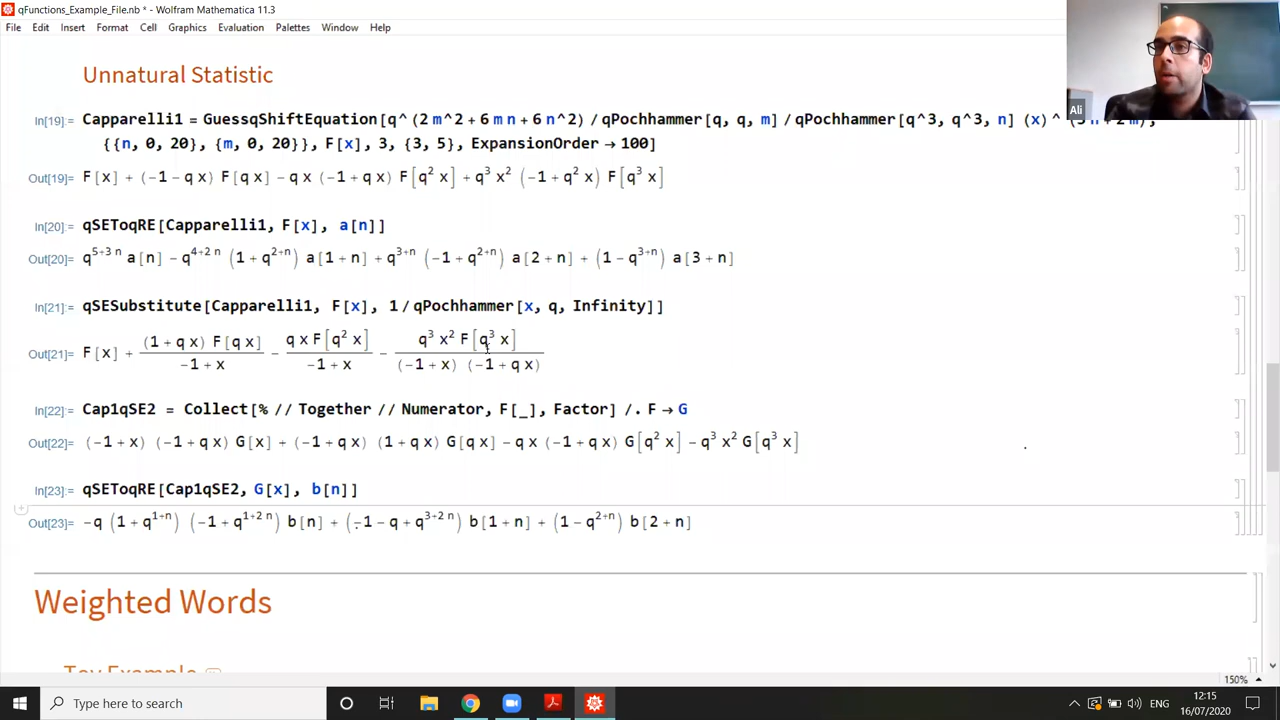 qFunctions_Example_File.nb * - Wolfram Mathematica 11.3
File Edit Insert Format Cell Graphics Evaluation Palettes Window Help
Unnatural Statistic
In[19]:= Capparelli1 = GuessqShiftEquation[q^(2 m^2 + 6 m n + 6 n^2) / qPochhammer[q, q, m] / qPochhammer[q^3, q^3, n] (x)^(3 n + 2 m),
{{n, 0, 20}, {m, 0, 20}}, F[x], 3, {3, 5}, ExpansionOrder → 100]
Out[19]= F[x] + (-1 - q x) F[q x] - q x (-1 + q x) F[q² x] + q³ x² (-1 + q² x) F[q³ x]
In[20]:= qSEToqRE[Capparelli1, F[x], a[n]]
Out[20]= q^(5+3 n) a[n] - q^(4+2 n) (1 + q^(2+n)) a[1 + n] + q^(3+n) (-1 + q^(2+n)) a[2 + n] + (1 - q^(3+n)) a[3 + n]
In[21]:= qSESubstitute[Capparelli1, F[x], 1 / qPochhammer[x, q, Infinity]]
Out[21]= F[x] + (1 + q x) F[q x] / (-1 + x) - q x F[q² x] / (-1 + x) - q³ x² F[q³ x] / ((-1 + x) (-1 + q x))
In[22]:= Cap1qSE2 = Collect[% // Together // Numerator, F[_], Factor] /. F → G
Out[22]= (-1 + x) (-1 + q x) G[x] + (-1 + q x) (1 + q x) G[q x] - q x (-1 + q x) G[q² x] - q³ x² G[q³ x]
In[23]:= qSEToqRE[Cap1qSE2, G[x], b[n]]
Out[23]= -q (1 + q^(1+n)) (-1 + q^(1+2 n)) b[n] + (-1 - q + q^(3+2 n)) b[1 + n] + (1 - q^(2+n)) b[2 + n]
Weighted Words
Toy Example
Ali
150%
Type here to search
ENG
12:15
16/07/2020